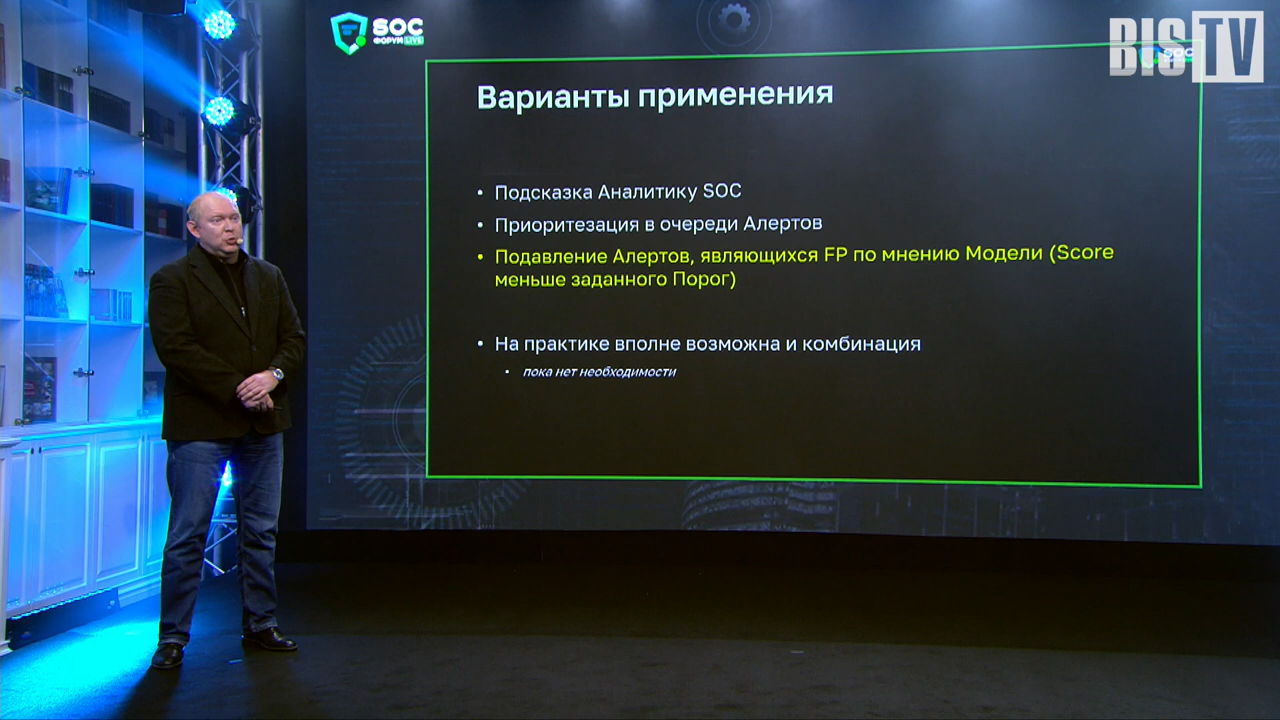 SOC
ФОРУМ LIVE
BIS TV
SOC
Варианты применения
• Подсказка Аналитику SOC
• Приоритезация в очереди Алертов
• Подавление Алертов, являющихся FP по мнению Модели (Score
меньше заданного Порог)
• На практике вполне возможна и комбинация
• пока нет необходимости